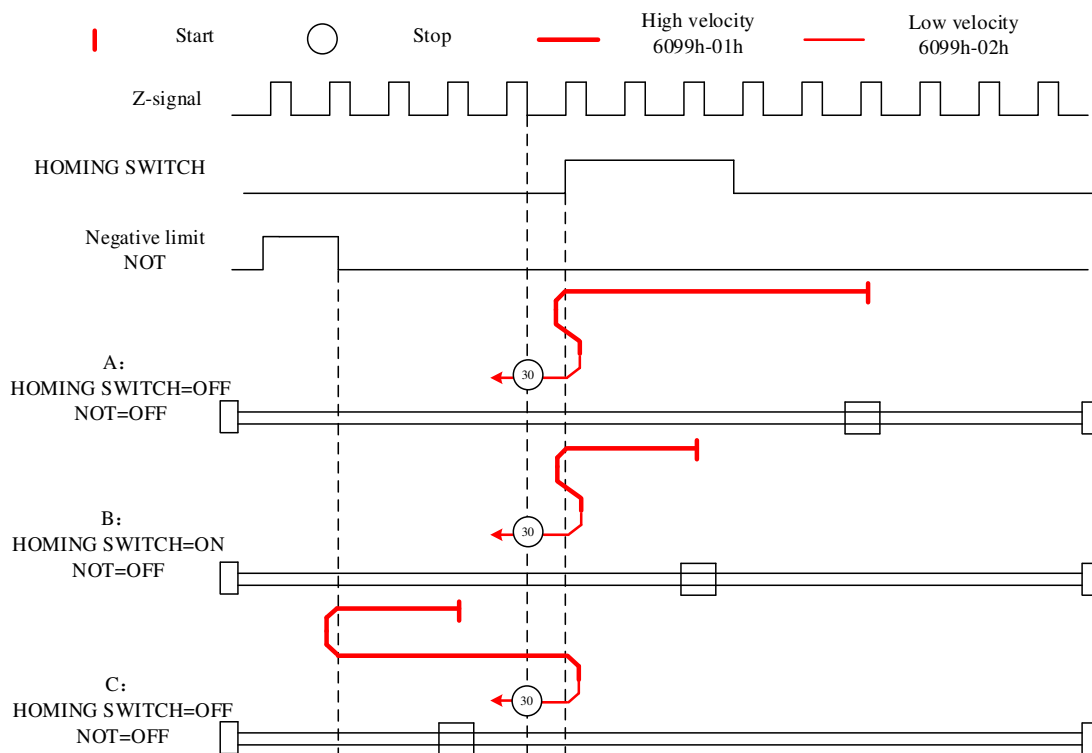 Start
Stop
High velocity
6099h-01h
Low velocity
6099h-02h
Z-signal
HOMING SWITCH
Negative limit
NOT
A：
HOMING SWITCH=OFF
NOT=OFF
30
B：
HOMING SWITCH=ON
NOT=OFF
30
C：
HOMING SWITCH=OFF
NOT=OFF
30